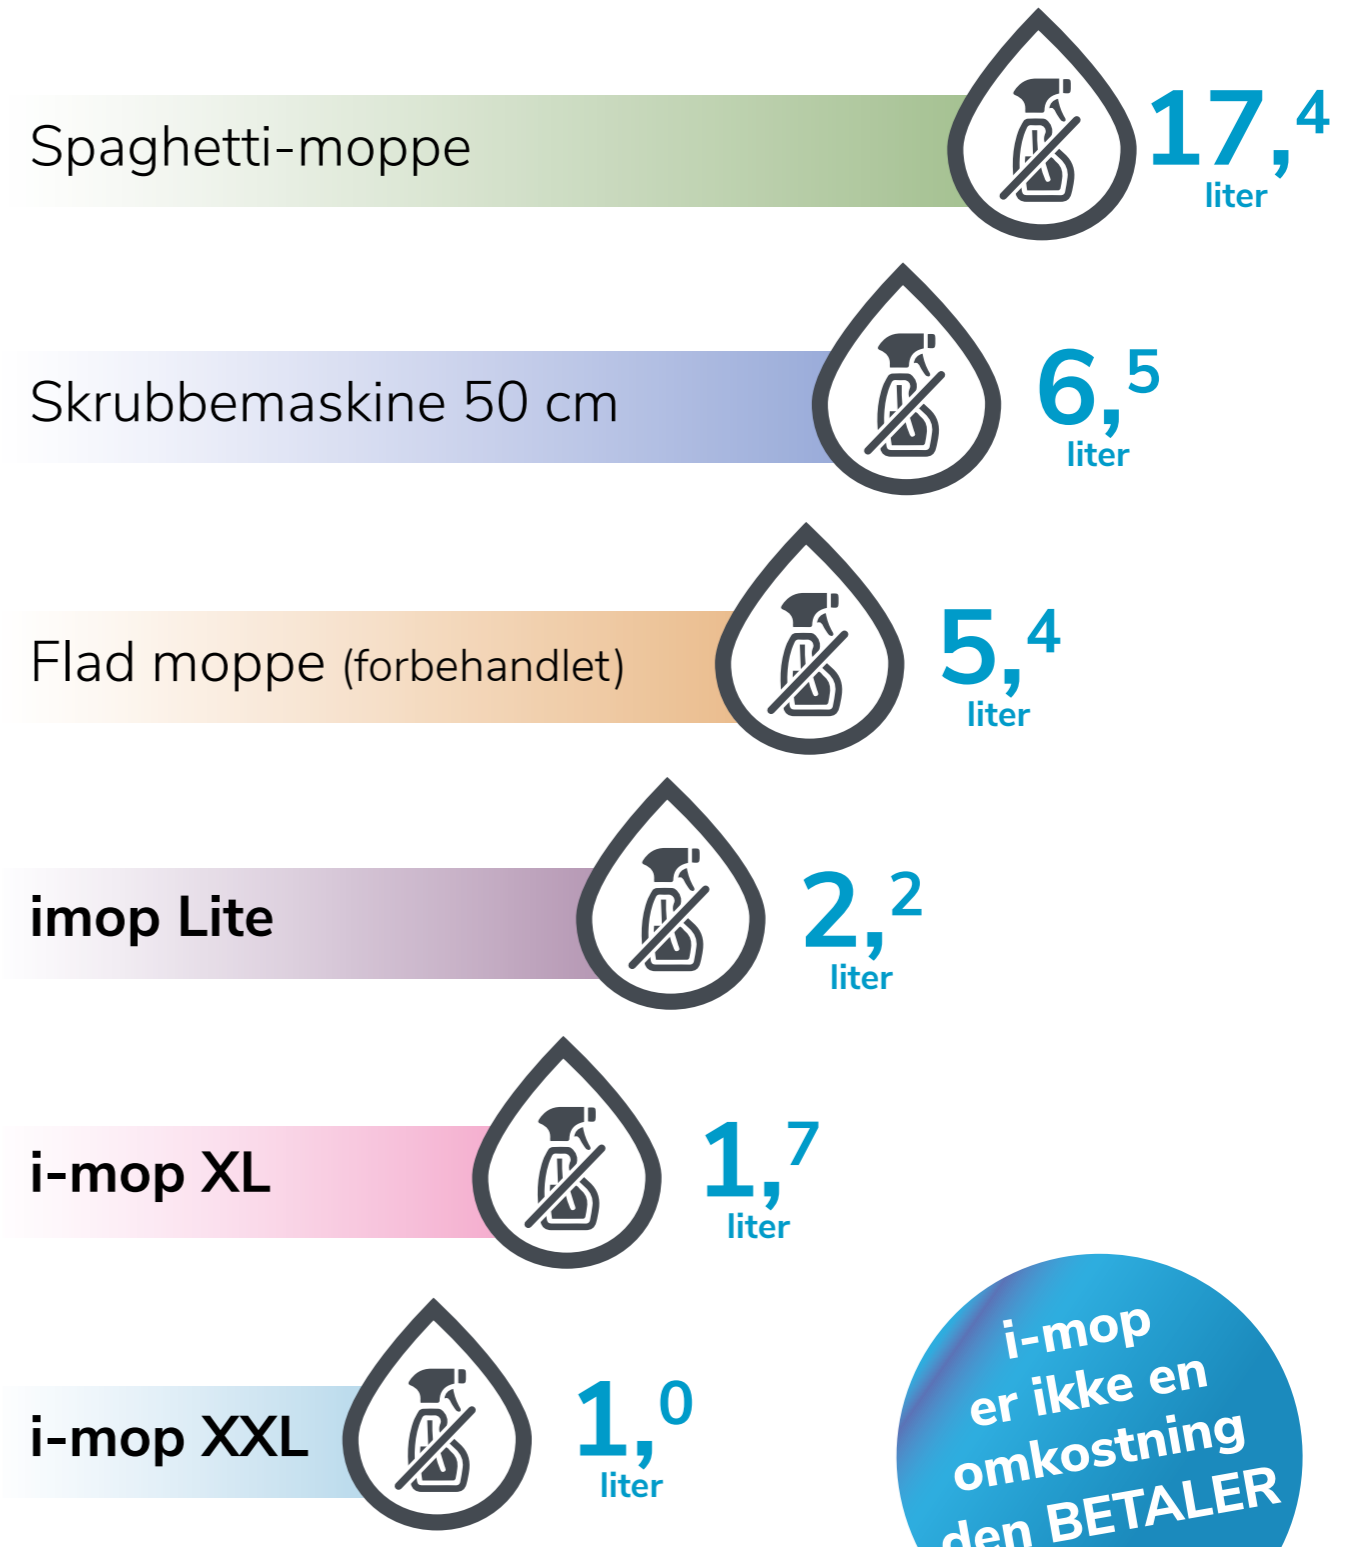 Spaghetti-moppe
17,4
liter
Skrubbemaskine 50 cm
6,5
liter
Flad moppe (forbehandlet)
5,4
liter
imop Lite
2,2
liter
i-mop XL
1,7
liter
i-mop XXL
1,0
liter
i-mop
er ikke en
omkostning
den BETALER